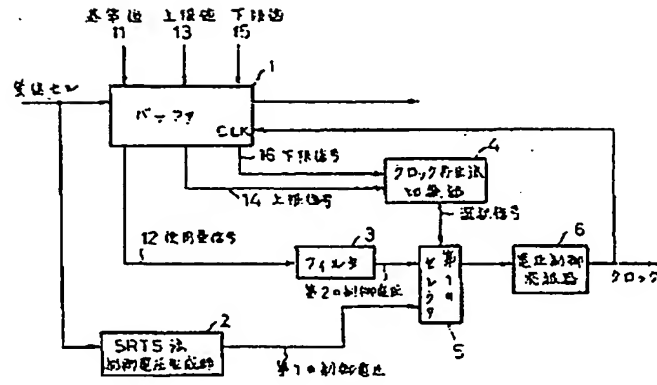 基準値 上限値 下限値
11 13 15
受信セル
1
バッファ
CLK
16 下限信号
14 上限信号
4
クロック再生法
切替部
選択信号
12 使用量信号
3
フィルタ
第2の制御電圧
第1の
セレクタ
5
6
電圧制御
発振器
クロック
2
SRTS法
制御電圧生成部
第1の制御電圧